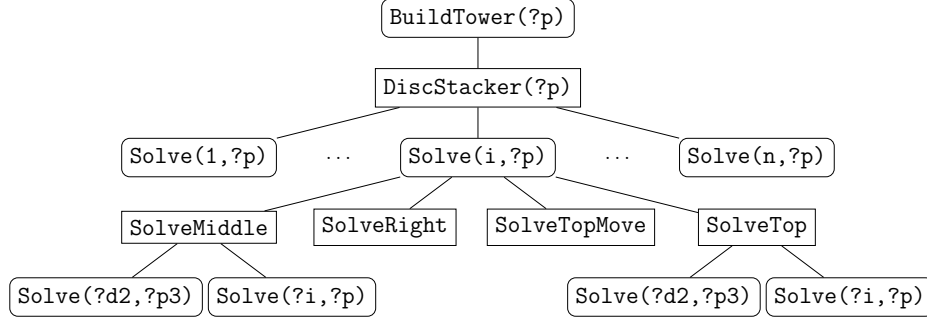 BuildTower(?p)
DiscStacker(?p)
Solve(1,?p) ... Solve(i,?p) ... Solve(n,?p)
SolveMiddle SolveRight SolveTopMove SolveTop
Solve(?d2,?p3) Solve(?i,?p) Solve(?d2,?p3) Solve(?i,?p)